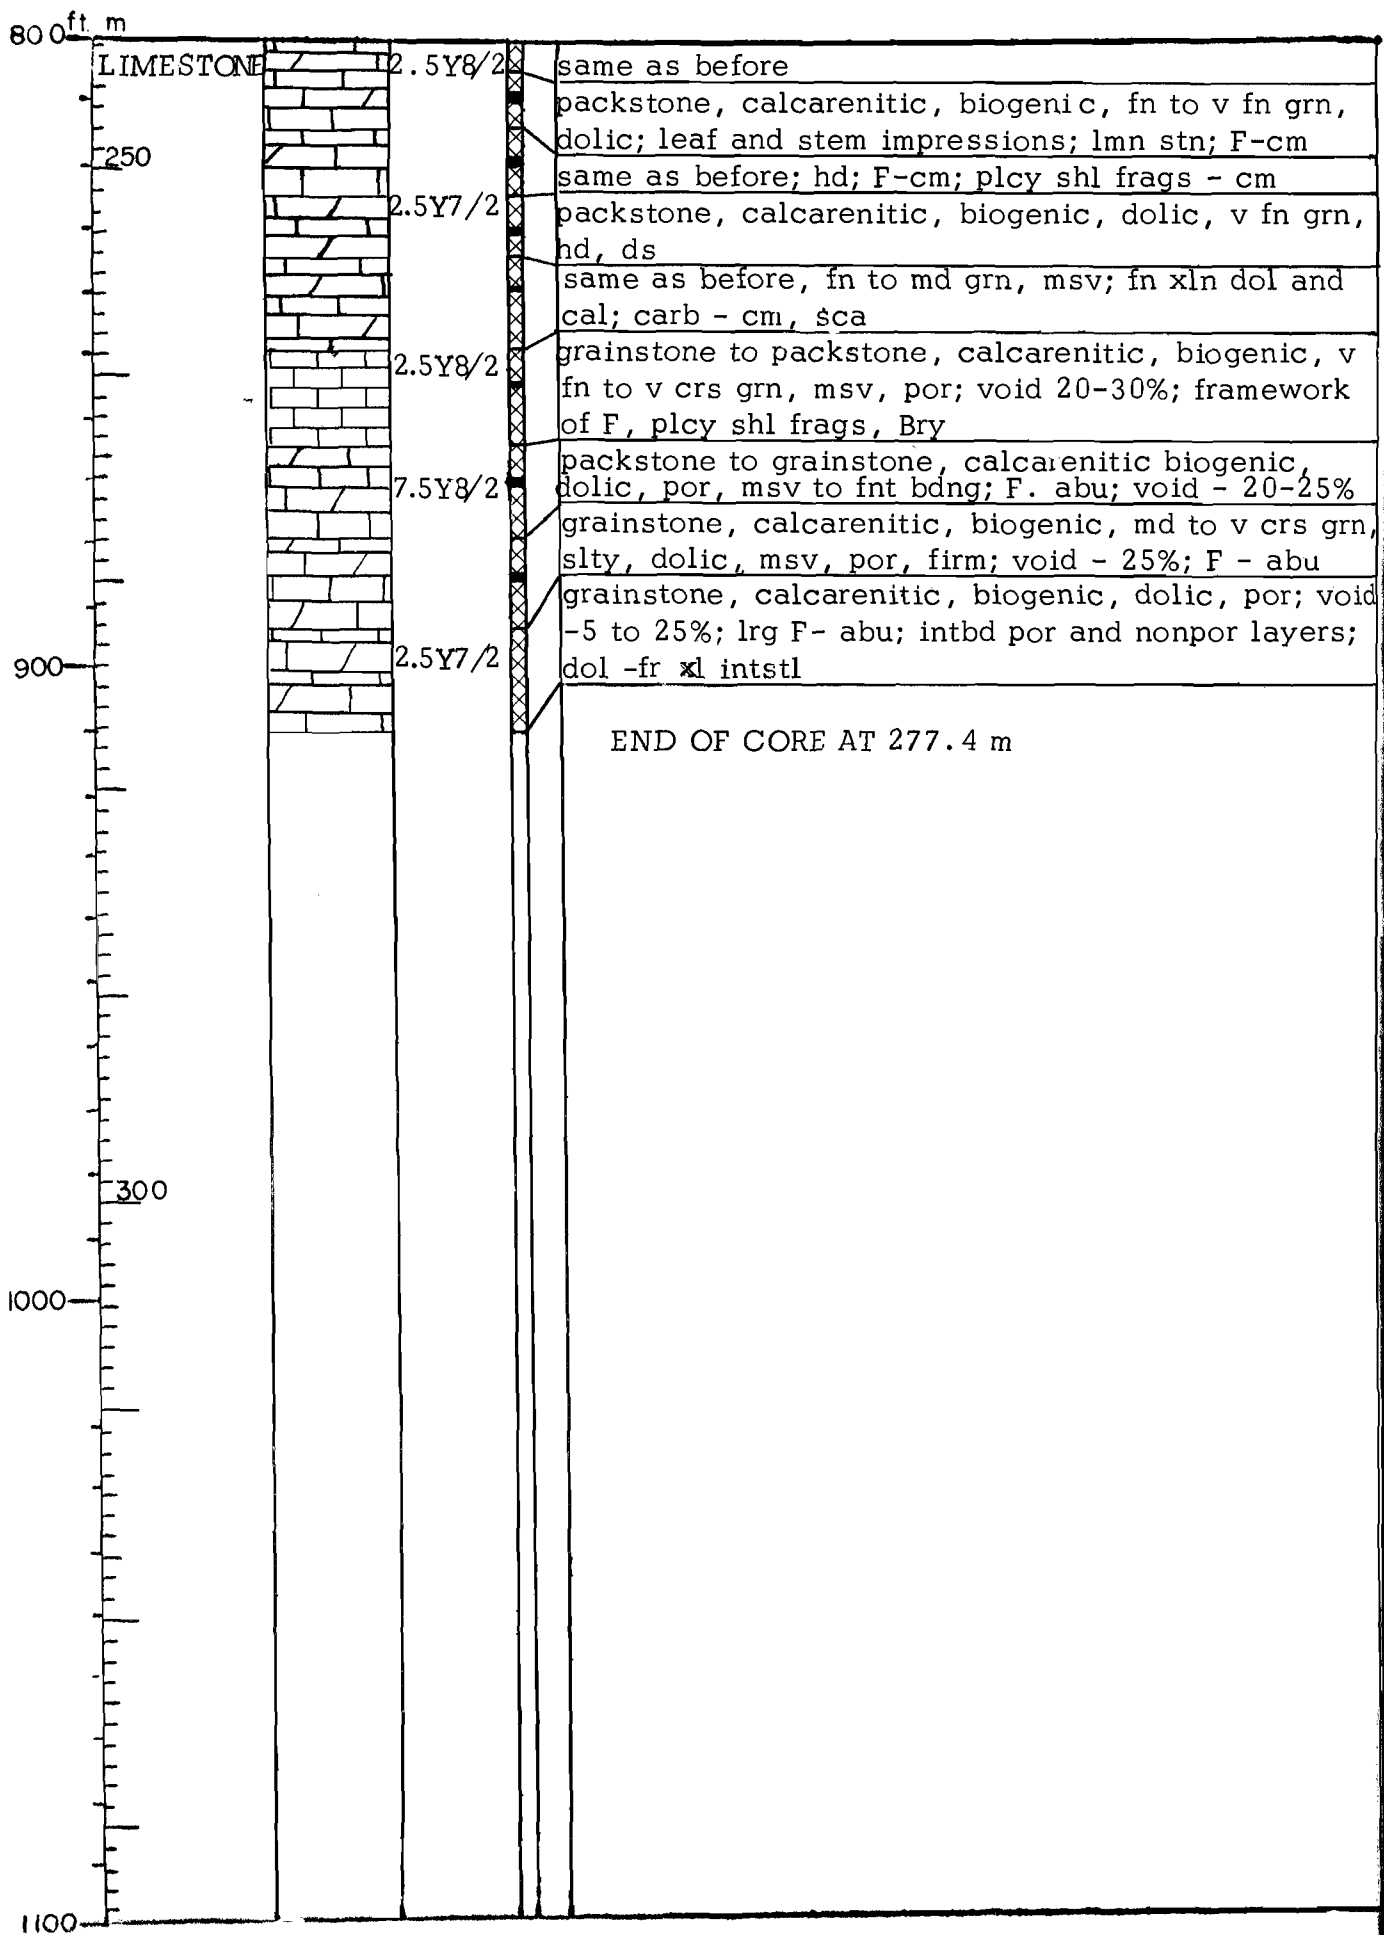 ft. m
800
LIMESTONE
2.5Y8/2
same as before
packstone, calcarenitic, biogenic, fn to v fn grn,
dolic; leaf and stem impressions; lmn stn; F-cm
250
same as before; hd; F-cm; plcy shl frags - cm
2.5Y7/2
packstone, calcarenitic, biogenic, dolic, v fn grn,
hd, ds
same as before, fn to md grn, msv; fn xln dol and
cal; carb - cm, sca
2.5Y8/2
grainstone to packstone, calcarenitic, biogenic, v
fn to v crs grn, msv, por; void 20-30%; framework
of F, plcy shl frags, Bry
7.5Y8/2
packstone to grainstone, calcarenitic biogenic,
dolic, por, msv to fnt bdng; F. abu; void - 20-25%
grainstone, calcarenitic, biogenic, md to v crs grn,
slty, dolic, msv, por, firm; void - 25%; F - abu
grainstone, calcarenitic, biogenic, dolic, por; void
-5 to 25%; lrg F- abu; intbd por and nonpor layers;
dol -fr xl intstl
2.5Y7/2
900
END OF CORE AT 277.4 m
300
1000
1100